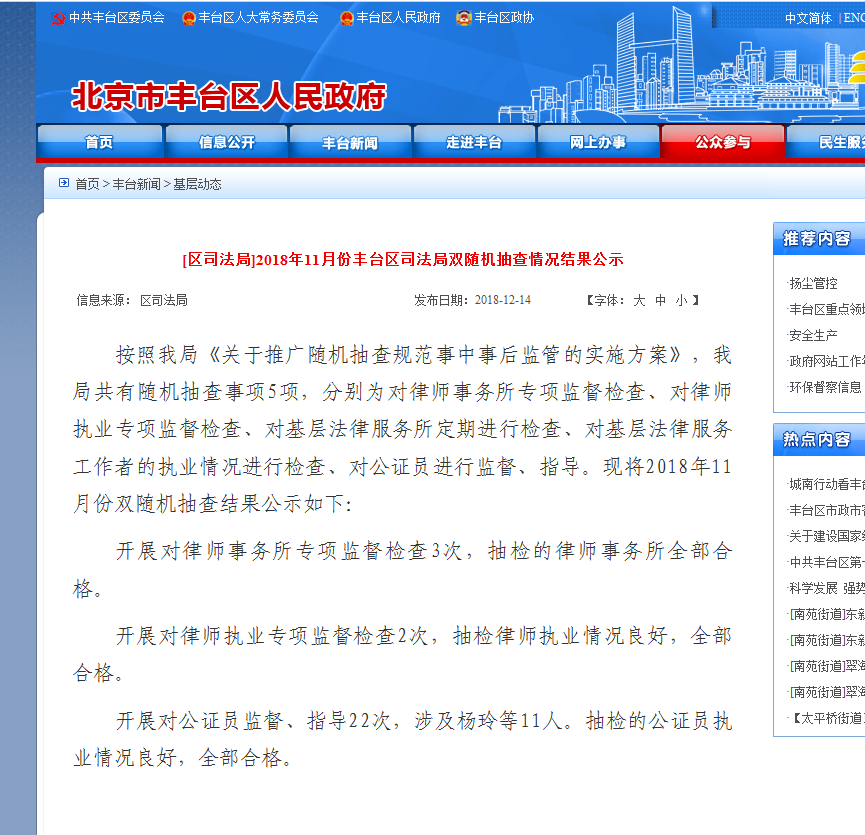 中共丰台区委员会 丰台区人大常务委员会 丰台区人民政府 丰台区政协 中文简体 | ENG
北京市丰台区人民政府
首页 信息公开 丰台新闻 走进丰台 网上办事 公众参与 民生服务
首页 > 丰台新闻 > 基层动态
[区司法局]2018年11月份丰台区司法局双随机抽查情况结果公示
信息来源： 区司法局 发布日期：2018-12-14 【字体： 大 中 小 】
按照我局《关于推广随机抽查规范事中事后监管的实施方案》，我
局共有随机抽查事项5项，分别为对律师事务所专项监督检查、对律师
执业专项监督检查、对基层法律服务所定期进行检查、对基层法律服务
工作者的执业情况进行检查、对公证员进行监督、指导。现将2018年11
月份双随机抽查结果公示如下：
开展对律师事务所专项监督检查3次，抽检的律师事务所全部合
格。
开展对律师执业专项监督检查2次，抽检律师执业情况良好，全部
合格。
开展对公证员监督、指导22次，涉及杨玲等11人。抽检的公证员执
业情况良好，全部合格。
推荐内容
·扬尘管控
·丰台区重点领域
·安全生产
·政府网站工作年
·环保督察信息
热点内容
·城南行动看丰台
·丰台区市政市容
·关于建设国家级
·中共丰台区第十
·科学发展 强势
·[南苑街道]东新
·[南苑街道]东新
·[南苑街道]翠海
·[南苑街道]翠海
·【太平桥街道】